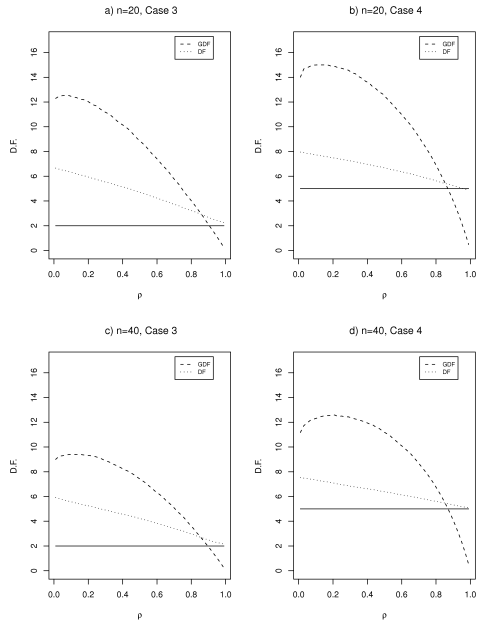 a) n=20, Case 3
GDF
DF
D.F.
16
14
12
10
8
6
4
2
0
0.0 0.2 0.4 0.6 0.8 1.0
ρ
b) n=20, Case 4
GDF
DF
D.F.
16
14
12
10
8
6
4
2
0
0.0 0.2 0.4 0.6 0.8 1.0
ρ
c) n=40, Case 3
GDF
DF
D.F.
16
14
12
10
8
6
4
2
0
0.0 0.2 0.4 0.6 0.8 1.0
ρ
d) n=40, Case 4
GDF
DF
D.F.
16
14
12
10
8
6
4
2
0
0.0 0.2 0.4 0.6 0.8 1.0
ρ